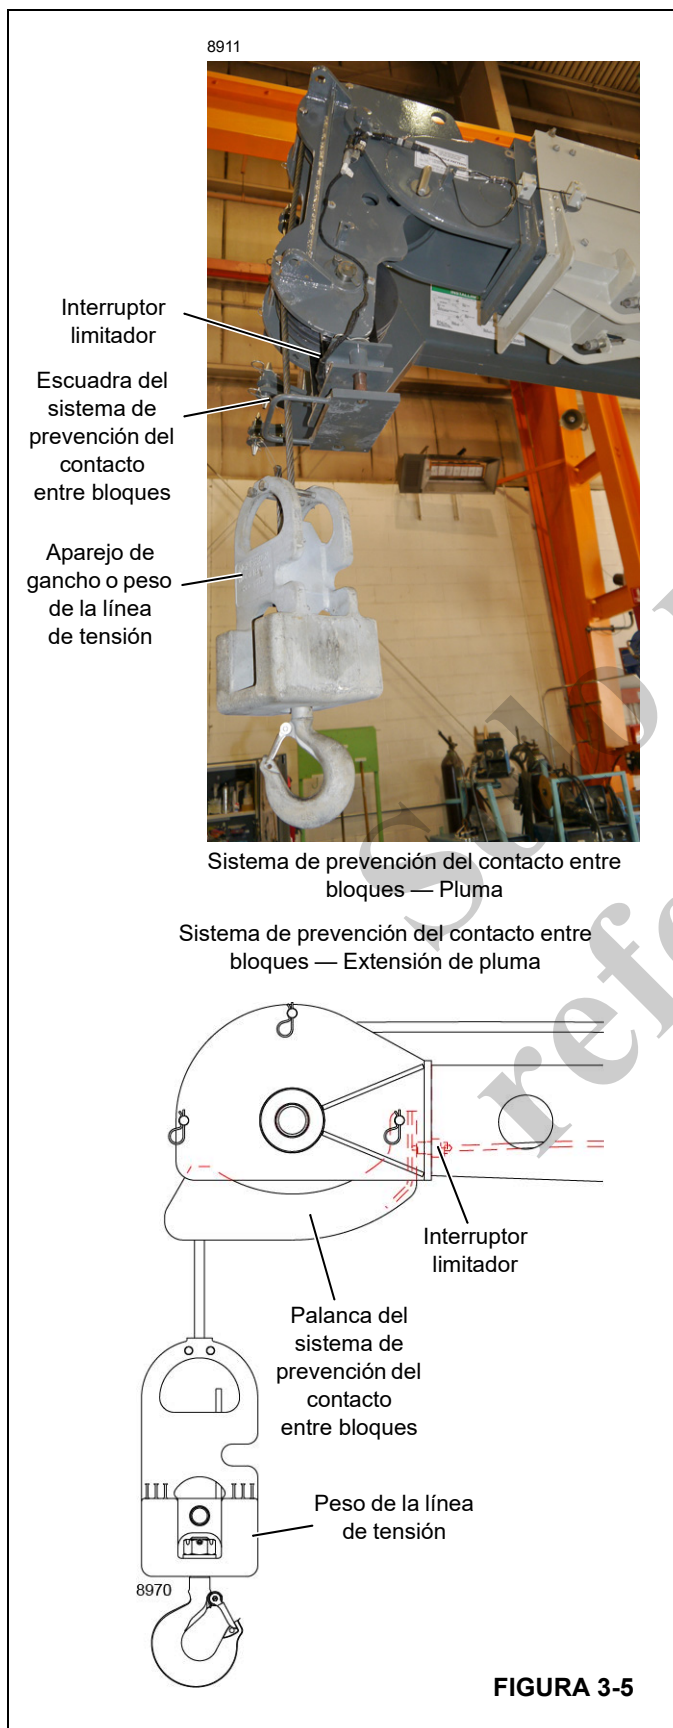 8911
Interruptor
limitador
Escuadra del
sistema de
prevención del
contacto
entre bloques
Aparejo de
gancho o peso
de la línea
de tensión
Sistema de prevención del contacto entre
bloques — Pluma
Sistema de prevención del contacto entre
bloques — Extensión de pluma
Interruptor
limitador
Palanca del
sistema de
prevención del
contacto
entre bloques
Peso de la línea
de tensión
8970
FIGURA 3-5